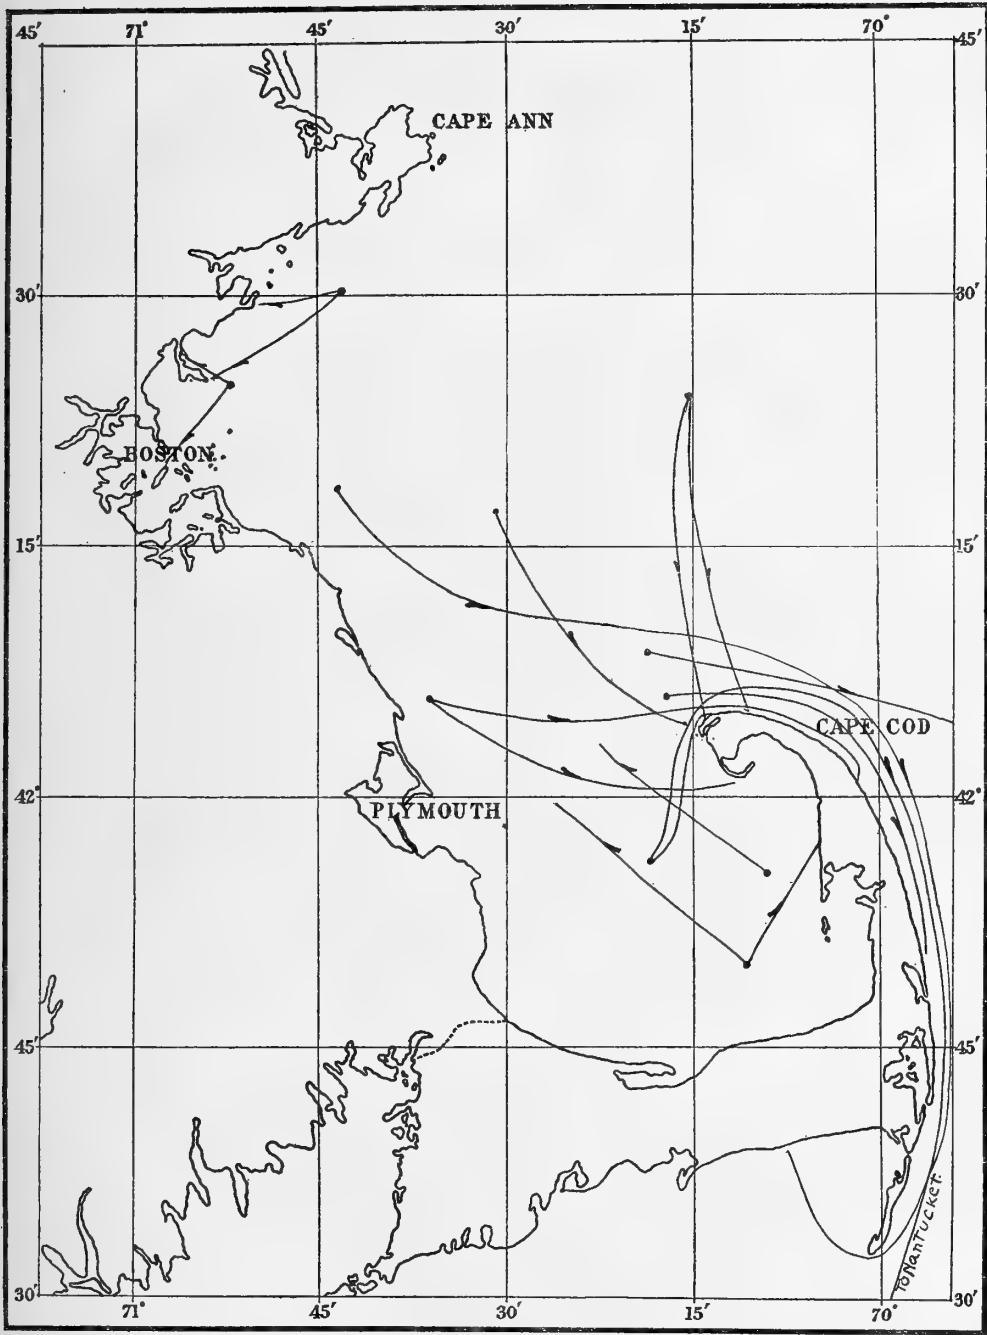 45′ 71° 45′ 30′ 15′ 70° 45′
CAPE ANN
30′ 30′
BOSTON
15′ 15′
CAPE COD
42° 42°
PLYMOUTH
45′ 45′
To Nantucket.
30′ 30′
71° 45′ 30′ 15′ 70°